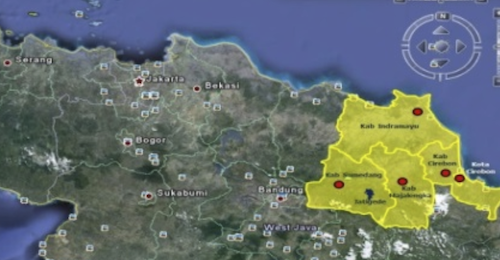 N
Serang
Jakarta
Bekasi
Kab Indramayu
Bogor
Kab
Cirebon
Kota
Cirebon
Kab Sumedang
Sukabumi
Bandung
Kab
Majalengka
Jatigede
West Java